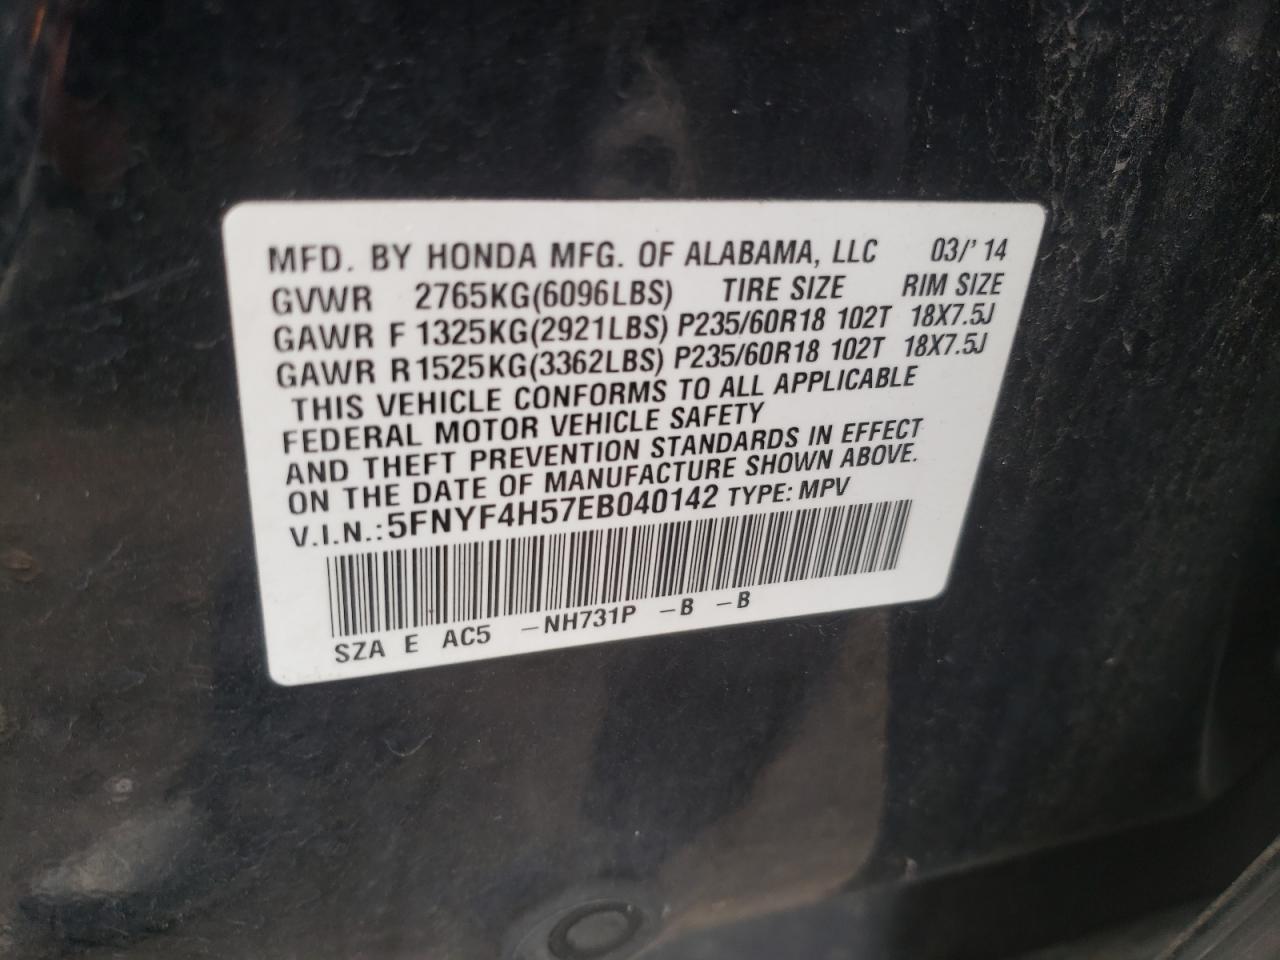 MFD. BY HONDA MFG. OF ALABAMA, LLC 03/'14
GVWR 2765KG(6096LBS) TIRE SIZE RIM SIZE
GAWR F 1325KG(2921LBS) P235/60R18 102T 18X7.5J
GAWR R 1525KG(3362LBS) P235/60R18 102T 18X7.5J
THIS VEHICLE CONFORMS TO ALL APPLICABLE
FEDERAL MOTOR VEHICLE SAFETY
AND THEFT PREVENTION STANDARDS IN EFFECT
ON THE DATE OF MANUFACTURE SHOWN ABOVE.
V.I.N.: 5FNYF4H57EB040142 TYPE: MPV
SZA E AC5 -NH731P -B -B